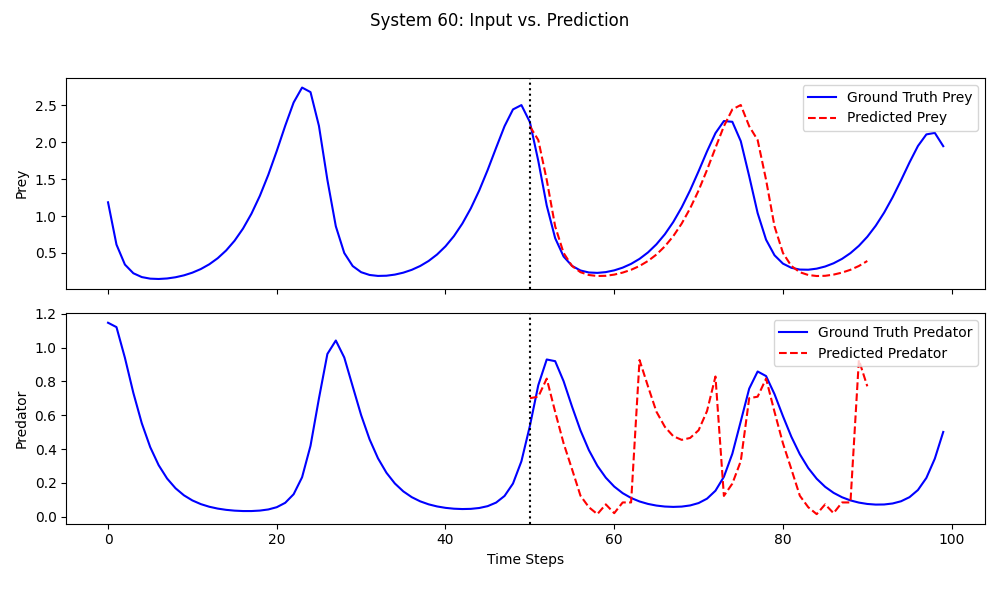 System 60: Input vs. Prediction
2.5
2.0
1.5
1.0
0.5
Prey
Ground Truth Prey
Predicted Prey
1.2
1.0
0.8
0.6
0.4
0.2
0.0
Predator
Ground Truth Predator
Predicted Predator
0 20 40 60 80 100
Time Steps